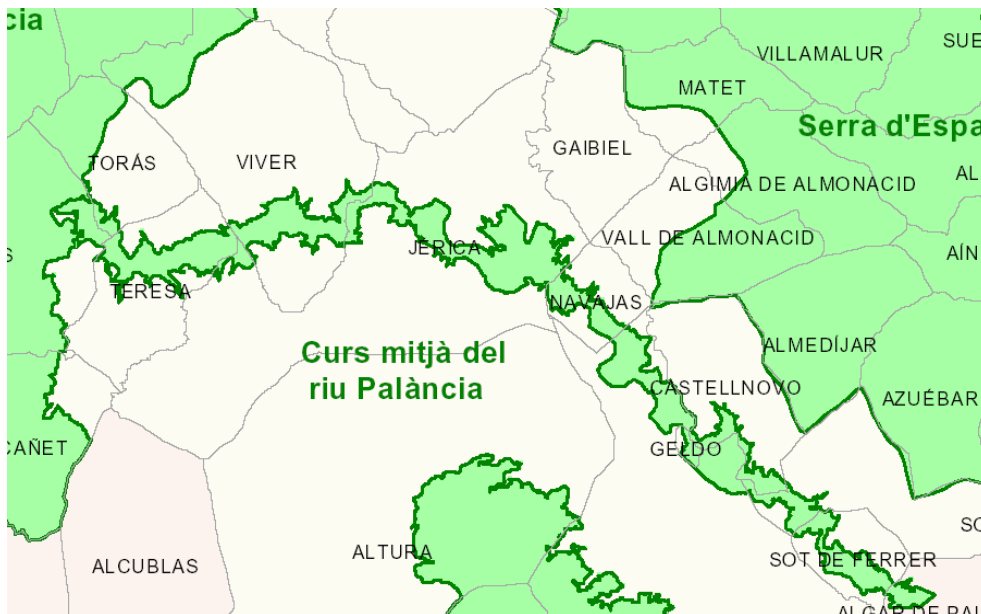 cia
VILLAMALUR
SUE
MATET
Serra d'Espa
TORÁS
VIVER
GAIBIEL
ALGIMIA DE ALMONACID
AL
VALL DE ALMONACID
JÉRICA
AÍN
S
TERESA
NAVAJAS
Curs mitjà del
riu Palància
ALMEDÍJAR
CASTELLNOVO
AZUÉBAR
CAÑET
GELDO
SO
ALTURA
SOT DE FERRER
ALCUBLAS
ALGAR DE PAL